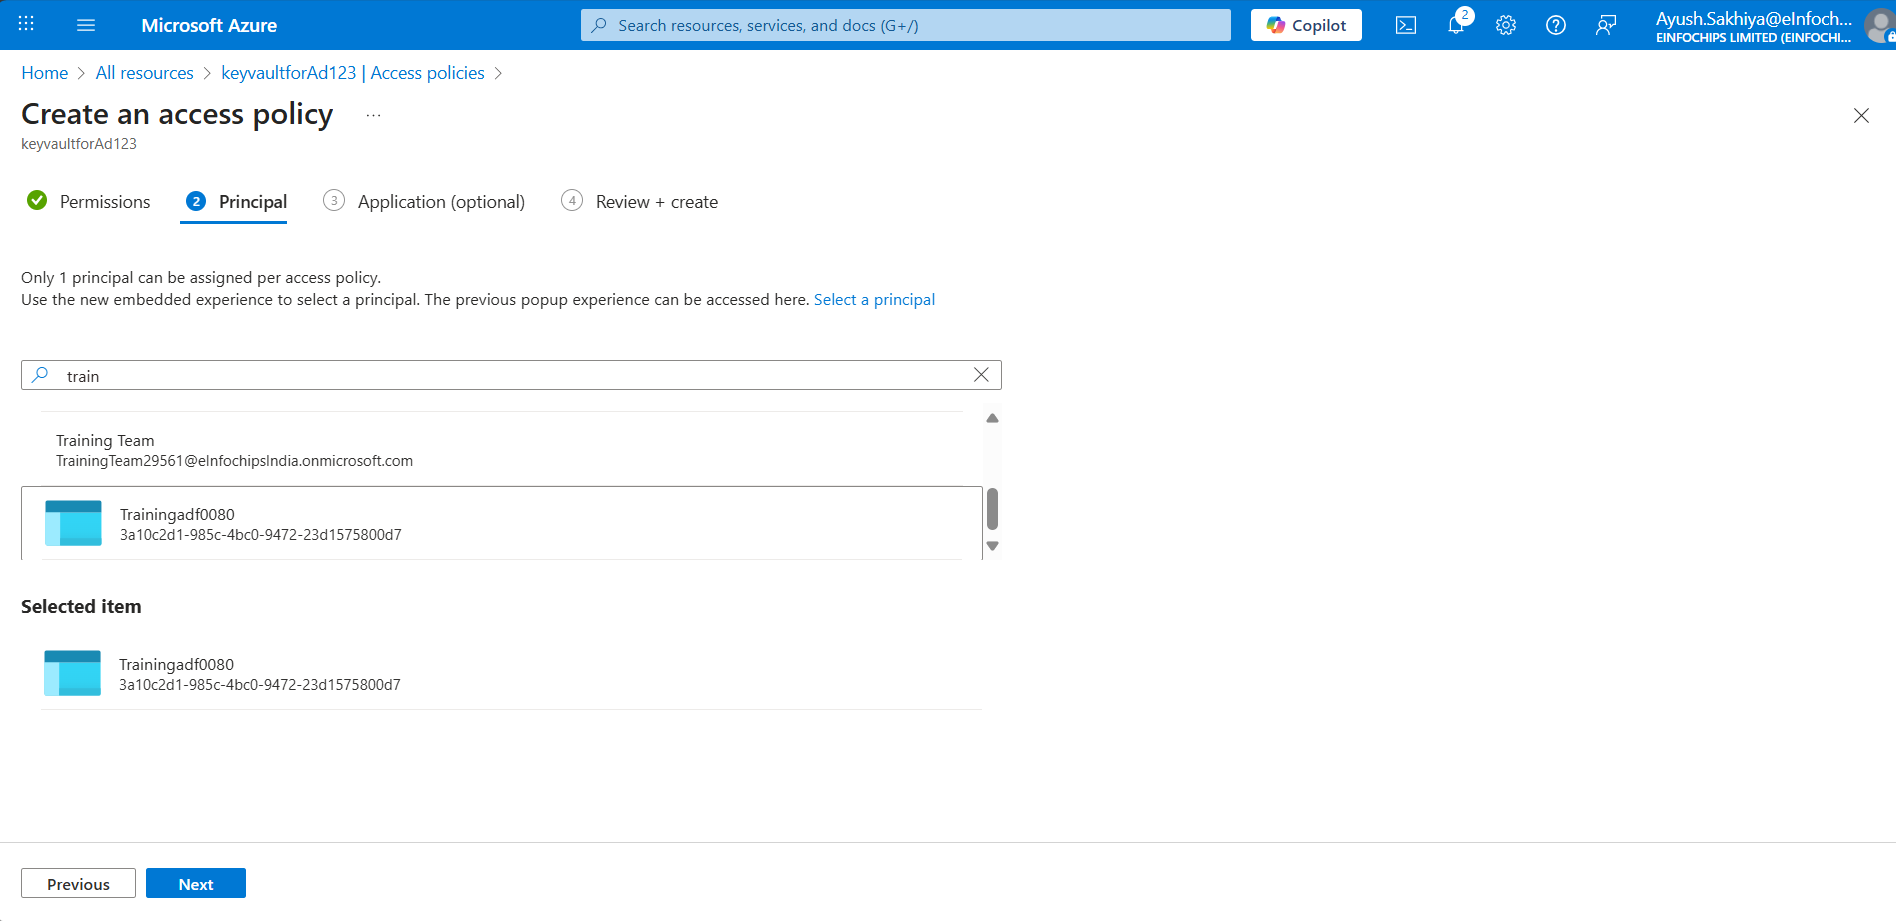 Microsoft Azure
Search resources, services, and docs (G+/)
Copilot
2
Ayush.Sakhiya@eInfoch...
EINFOCHIPS LIMITED (EINFOCHI...
Home > All resources > keyvaultforAd123 | Access policies >
Create an access policy ...
keyvaultforAd123
Permissions
2 Principal
3 Application (optional)
4 Review + create
Only 1 principal can be assigned per access policy.
Use the new embedded experience to select a principal. The previous popup experience can be accessed here. Select a principal
train
Training Team
TrainingTeam29561@eInfochipsIndia.onmicrosoft.com
Trainingadf0080
3a10c2d1-985c-4bc0-9472-23d1575800d7
Selected item
Trainingadf0080
3a10c2d1-985c-4bc0-9472-23d1575800d7
Previous
Next